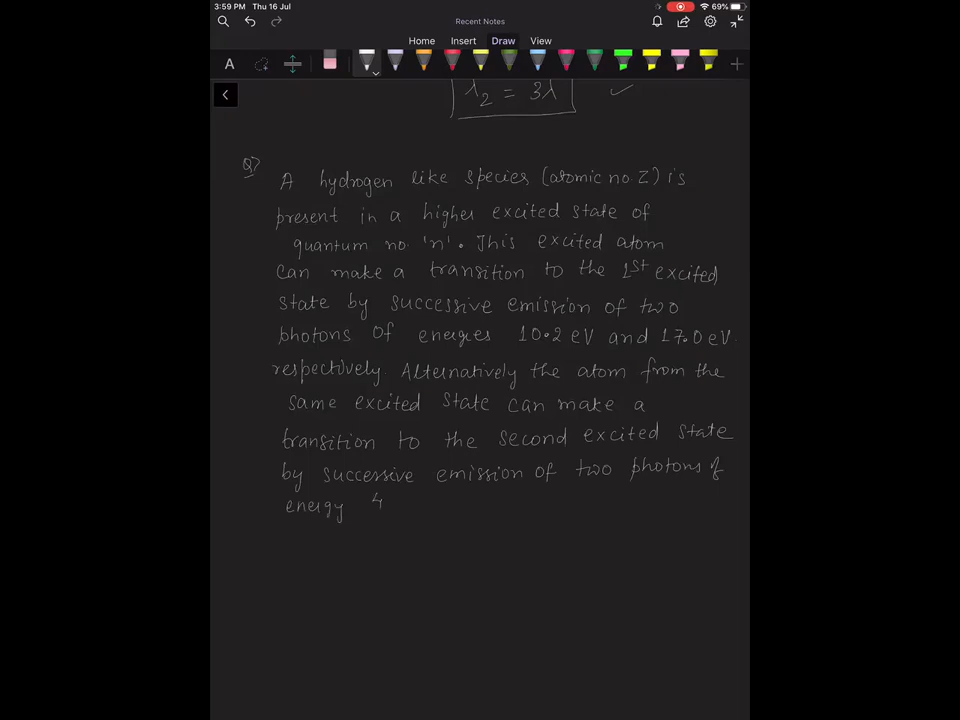 3:59 PM Thu 16 Jul
69%
Recent Notes
Home Insert Draw View
A
λ2 = 3λ
Q7
A hydrogen like species (atomic no. Z) is
present in a higher excited state of
quantum no. 'n'. This excited atom
can make a transition to the 1st excited
state by successive emission of two
photons of energies 10.2 eV and 17.0 eV
respectively. Alternatively the atom from the
same excited state can make a
transition to the second excited state
by successive emission of two photons of
energy 4